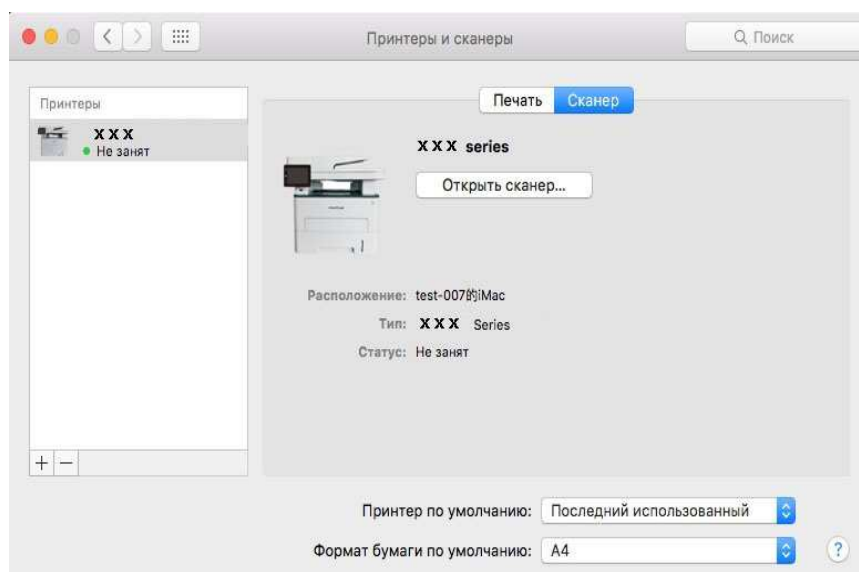 Принтеры и сканеры
Поиск
Принтеры
X X X
Не занят
Печать Сканер
X X X series
Открыть сканер...
Расположение: test-007的iMac
Тип: X X X Series
Статус: Не занят
+ −
Принтер по умолчанию: Последний использованный
Формат бумаги по умолчанию: A4
?